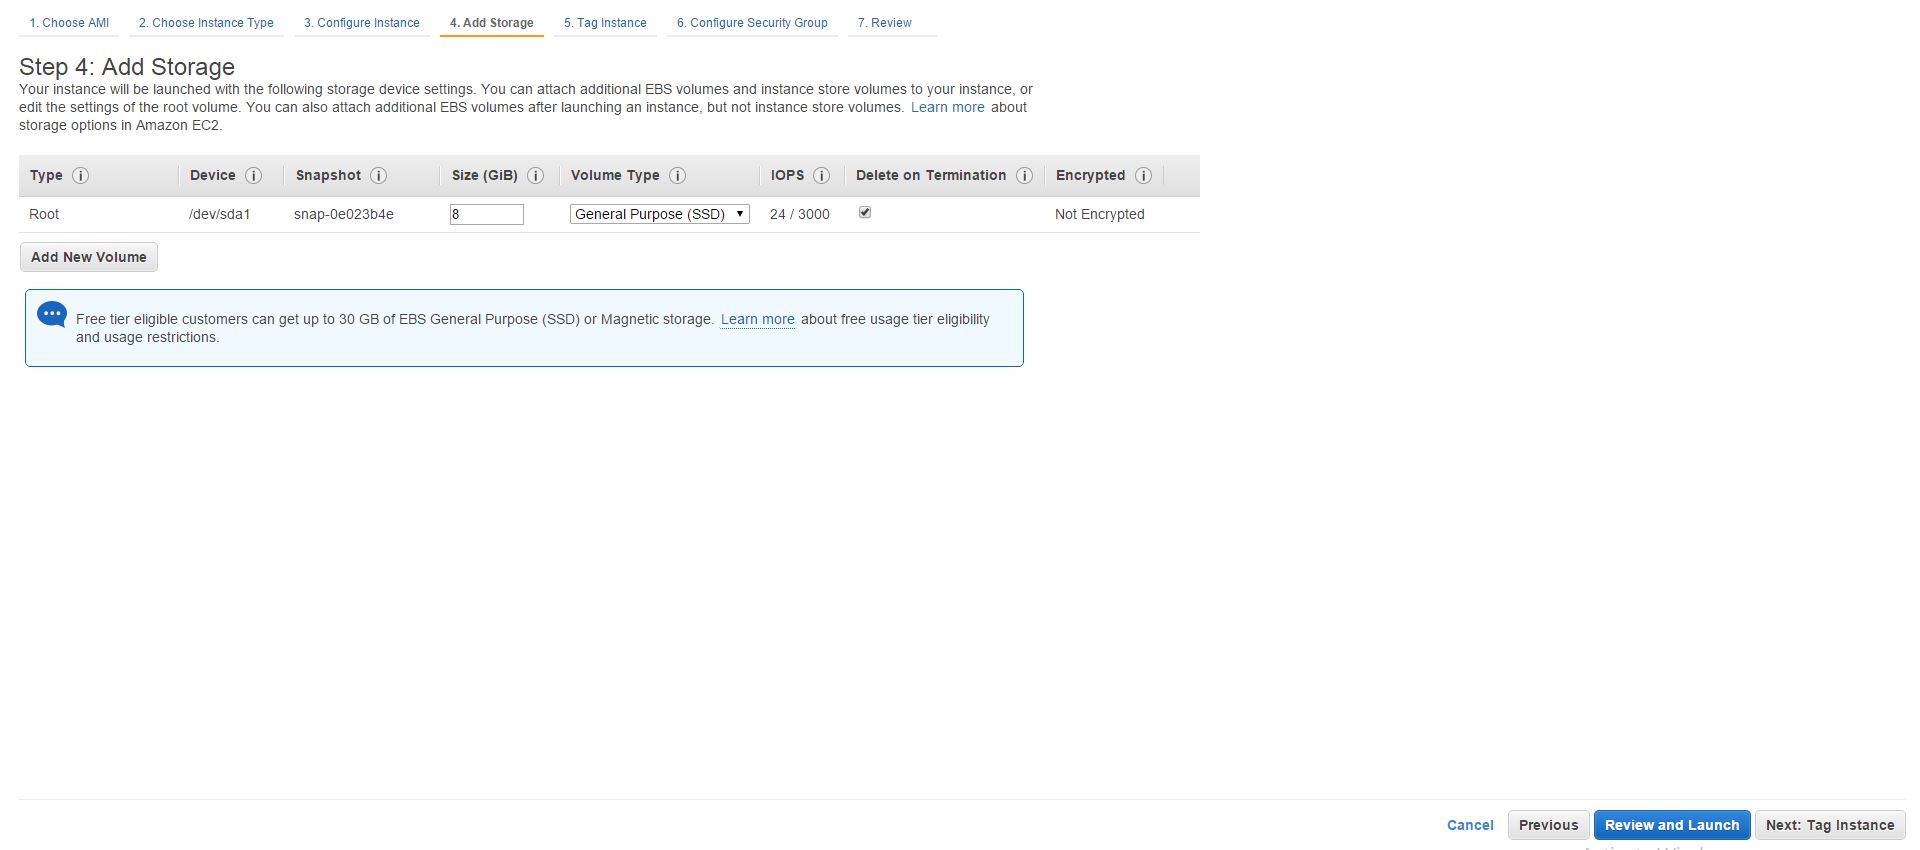 1. Choose AMI 2. Choose Instance Type 3. Configure Instance 4. Add Storage 5. Tag Instance 6. Configure Security Group 7. Review
Step 4: Add Storage
Your instance will be launched with the following storage device settings. You can attach additional EBS volumes and instance store volumes to your instance, or
edit the settings of the root volume. You can also attach additional EBS volumes after launching an instance, but not instance store volumes. Learn more about
storage options in Amazon EC2.
Type Device Snapshot Size (GiB) Volume Type IOPS Delete on Termination Encrypted
Root /dev/sda1 snap-0e023b4e 8 General Purpose (SSD) 24 / 3000 Not Encrypted
Add New Volume
Free tier eligible customers can get up to 30 GB of EBS General Purpose (SSD) or Magnetic storage. Learn more about free usage tier eligibility
and usage restrictions.
Cancel Previous Review and Launch Next: Tag Instance